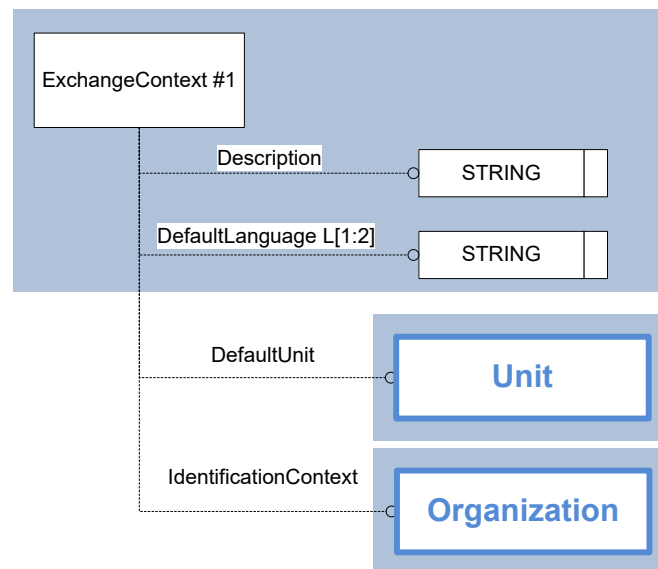 ExchangeContext #1
Description
STRING
DefaultLanguage L[1:2]
STRING
DefaultUnit
Unit
IdentificationContext
Organization